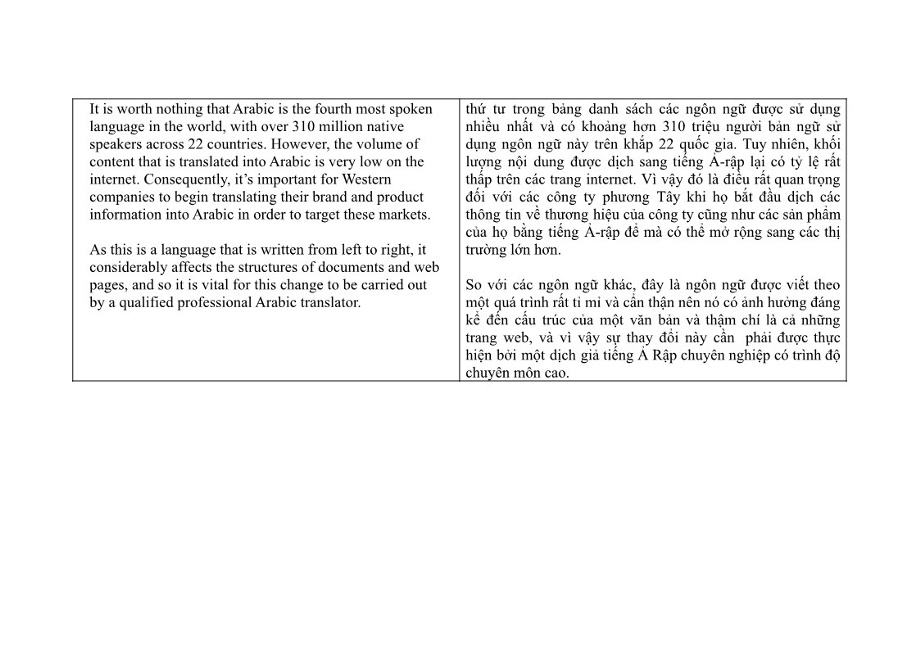 It is worth nothing that Arabic is the fourth most spoken
language in the world, with over 310 million native
speakers across 22 countries. However, the volume of
content that is translated into Arabic is very low on the
internet. Consequently, it’s important for Western
companies to begin translating their brand and product
information into Arabic in order to target these markets.
As this is a language that is written from left to right, it
considerably affects the structures of documents and web
pages, and so it is vital for this change to be carried out
by a qualified professional Arabic translator.
thứ tư trong bảng danh sách các ngôn ngữ được sử dụng
nhiều nhất và có khoảng hơn 310 triệu người bản ngữ sử
dụng ngôn ngữ này trên khắp 22 quốc gia. Tuy nhiên, khối
lượng nội dung được dịch sang tiếng Ả-rập lại có tỷ lệ rất
thấp trên các trang internet. Vì vậy đó là điều rất quan trọng
đối với các công ty phương Tây khi họ bắt đầu dịch các
thông tin về thương hiệu của công ty cũng như các sản phẩm
của họ bằng tiếng Ả-rập để mà có thể mở rộng sang các thị
trường lớn hơn.
So với các ngôn ngữ khác, đây là ngôn ngữ được viết theo
một quá trình rất tỉ mỉ và cẩn thận nên nó có ảnh hưởng đáng
kể đến cấu trúc của một văn bản và thậm chí là cả những
trang web, và vì vậy sự thay đổi này cần phải được thực
hiện bởi một dịch giả tiếng Ả Rập chuyên nghiệp có trình độ
chuyên môn cao.